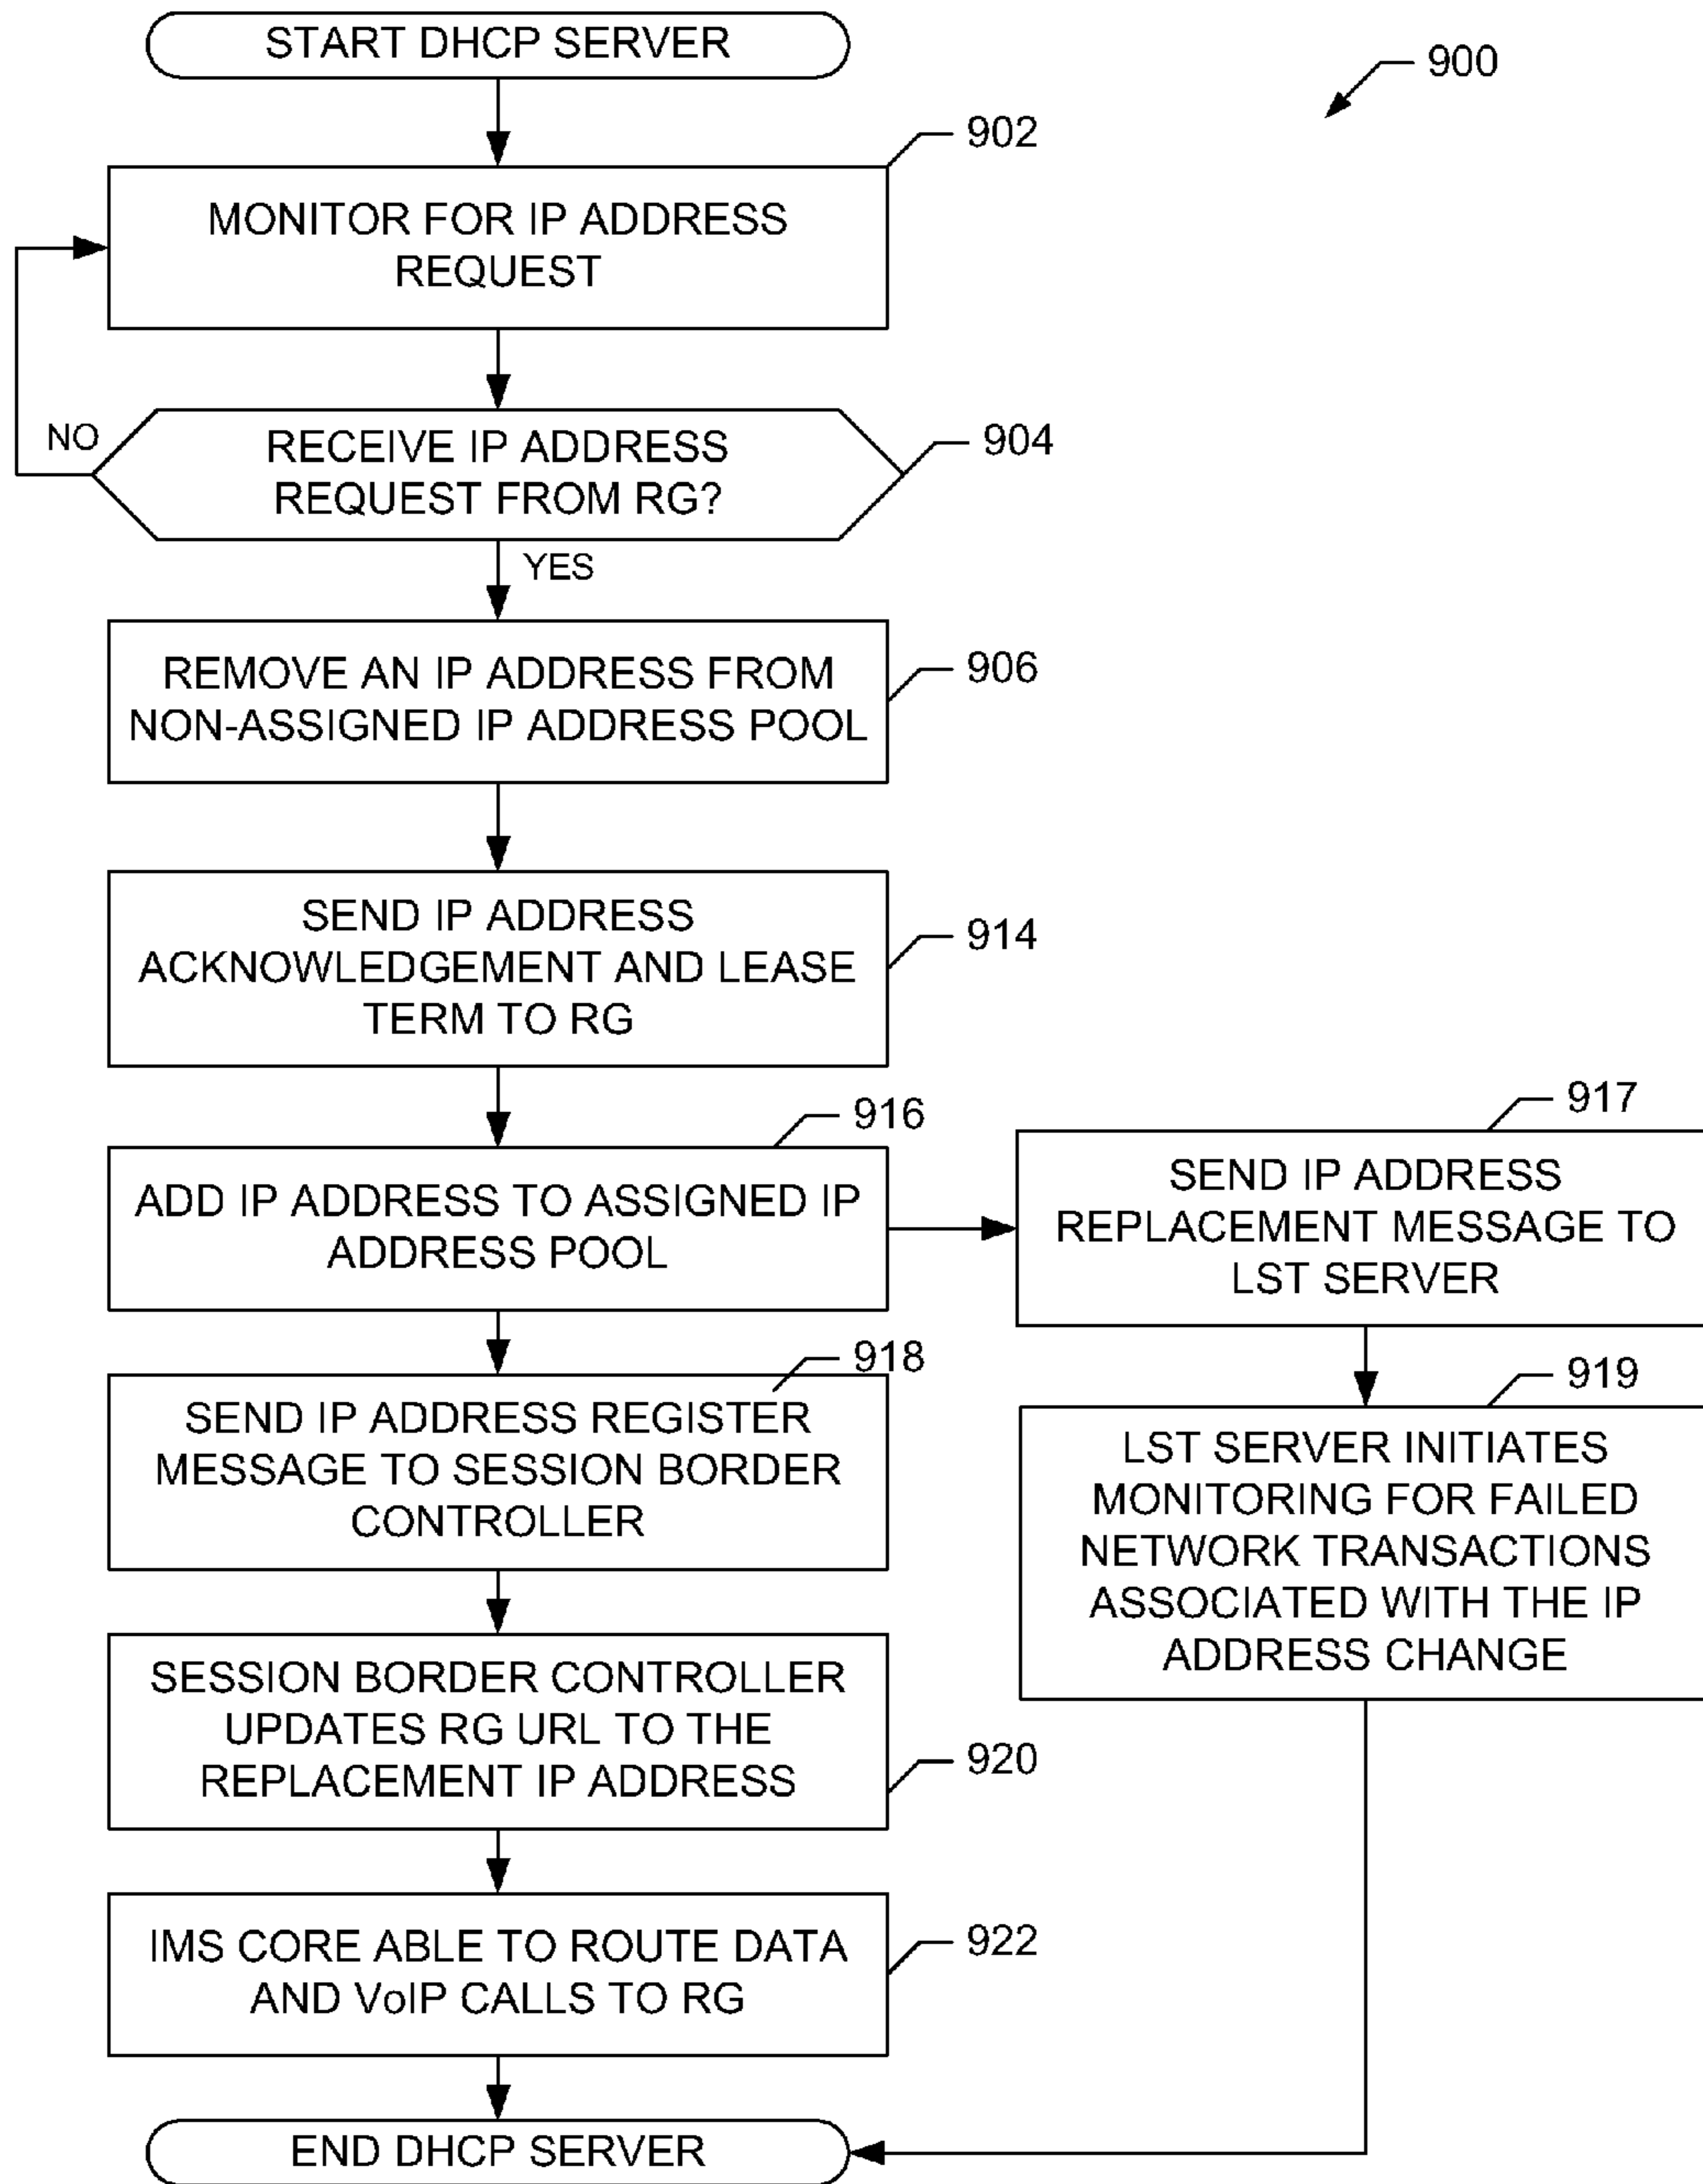 START DHCP SERVER
900
902
MONITOR FOR IP ADDRESS
REQUEST
NO
RECEIVE IP ADDRESS
REQUEST FROM RG?
904
YES
REMOVE AN IP ADDRESS FROM
NON-ASSIGNED IP ADDRESS POOL
906
SEND IP ADDRESS
ACKNOWLEDGEMENT AND LEASE
TERM TO RG
914
916
ADD IP ADDRESS TO ASSIGNED IP
ADDRESS POOL
917
SEND IP ADDRESS
REPLACEMENT MESSAGE TO
LST SERVER
918
SEND IP ADDRESS REGISTER
MESSAGE TO SESSION BORDER
CONTROLLER
919
LST SERVER INITIATES
MONITORING FOR FAILED
NETWORK TRANSACTIONS
ASSOCIATED WITH THE IP
ADDRESS CHANGE
SESSION BORDER CONTROLLER
UPDATES RG URL TO THE
REPLACEMENT IP ADDRESS
920
IMS CORE ABLE TO ROUTE DATA
AND VoIP CALLS TO RG
922
END DHCP SERVER